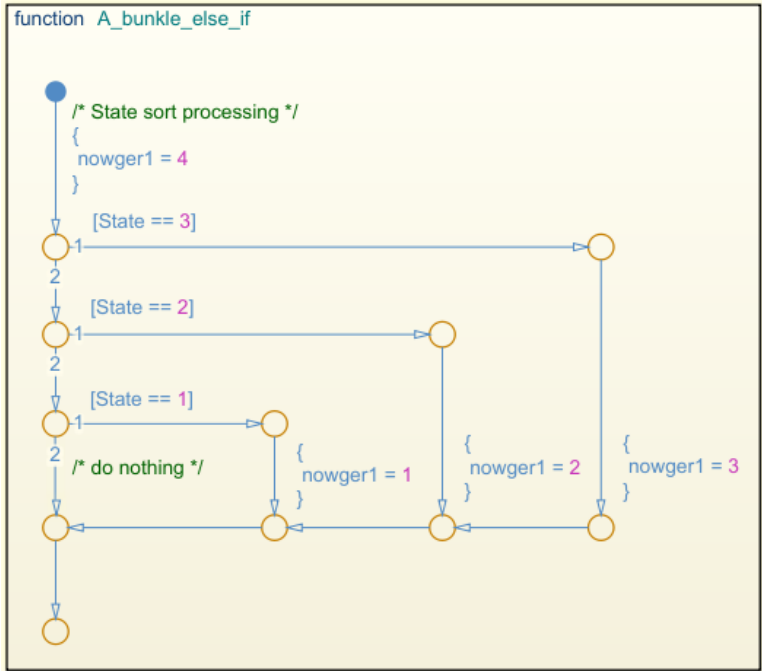 function A_bunkle_else_if
/* State sort processing */
{
nowger1 = 4
}
[State == 3]
1
2
[State == 2]
1
2
[State == 1]
1
2
/* do nothing */
{
nowger1 = 1
}
{
nowger1 = 2
}
{
nowger1 = 3
}